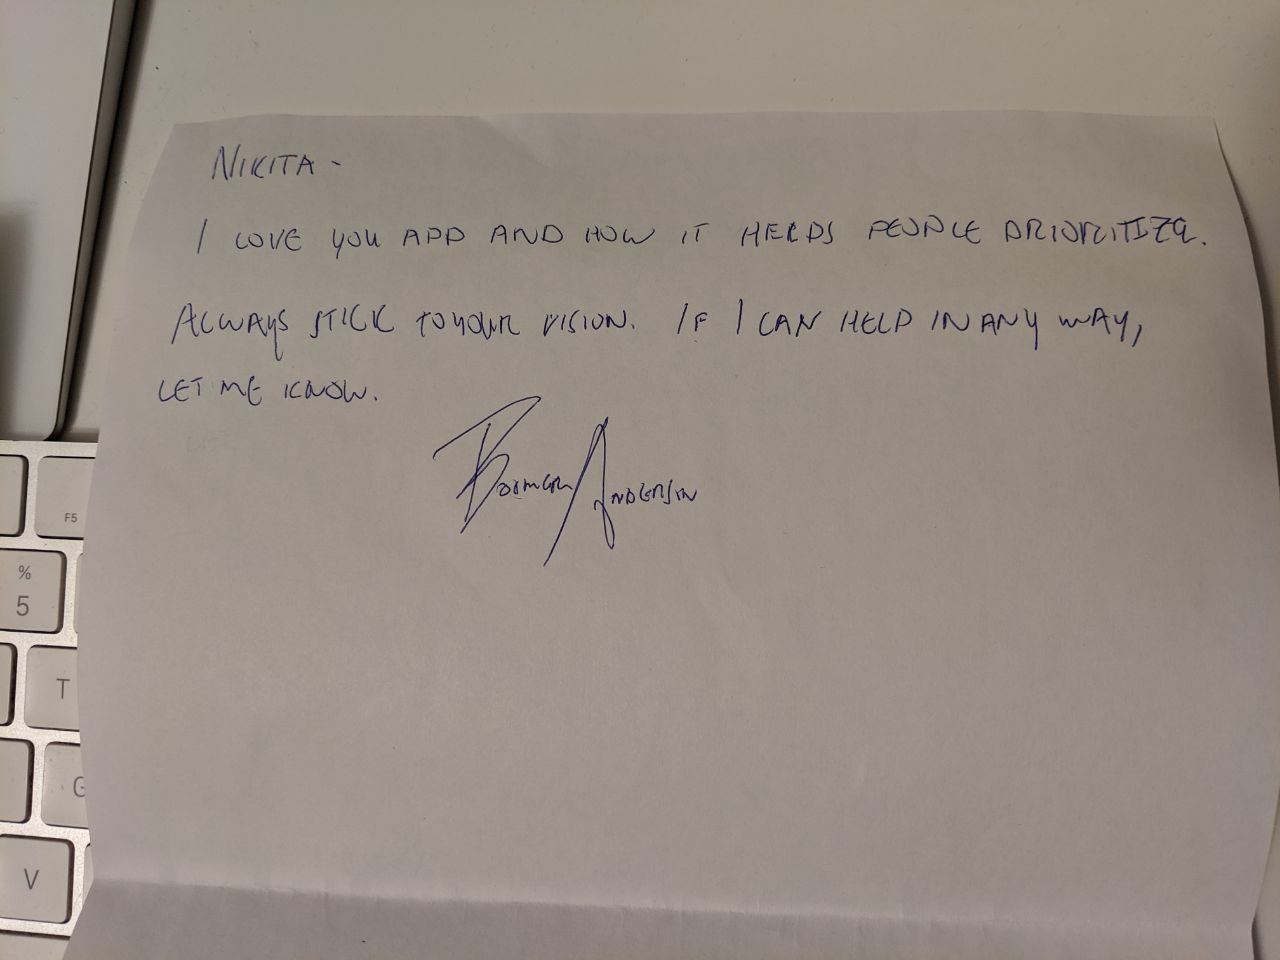 NIKITA -
I LOVE YOU APP AND HOW IT HELPS PEOPLE PRIORITIZE.
ALWAYS STICK TO YOUR VISION. IF I CAN HELP IN ANY WAY,
LET ME KNOW.
ANDERSON
F5
%
5
T
G
V